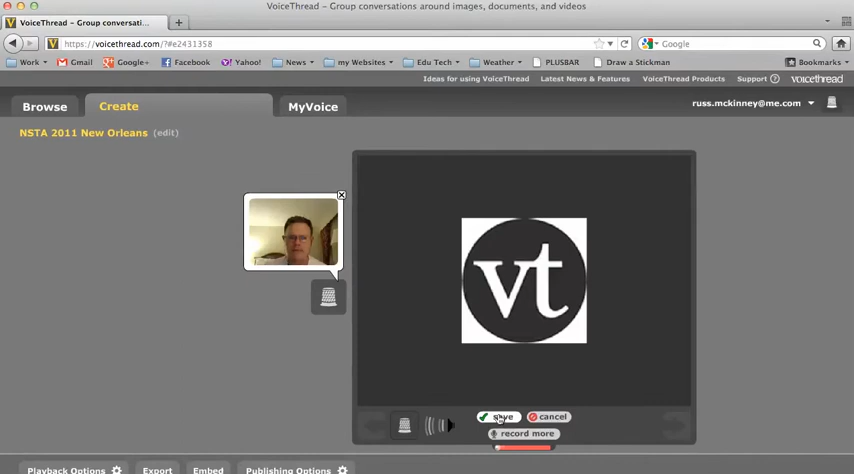 VoiceThread – Group conversations around images, documents, and videos
VoiceThread – Group conversati...
https://voicethread.com/?#e2431358
Google
Work
Gmail
Google+
Facebook
Yahoo!
News
my Websites
Edu Tech
Weather
PLUSBAR
Draw a Stickman
Bookmarks
Ideas for using VoiceThread
Latest News & Features
VoiceThread Products
Support
voicethread
Browse
Create
MyVoice
russ.mckinney@me.com
NSTA 2011 New Orleans (edit)
vt
save
cancel
record more
Playback Options
Export
Embed
Publishing Options